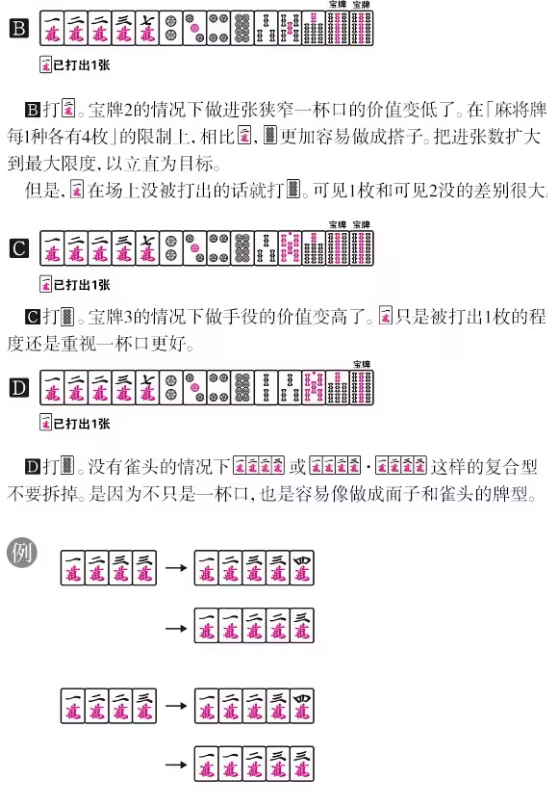 宝牌 宝牌
B 一萬 二萬 二萬 三萬 七萬
一萬 已打出1张
B打二萬。宝牌2的情况下做进张狭窄一杯口的价值变低了。在「麻将牌
每1种各有4枚」的限制上，相比二萬，更加容易做成搭子。把进张数扩大
到最大限度，以立直为目标。
但是，一萬在场上没被打出的话就打。可见1枚和可见2没的差别很大。
宝牌 宝牌
C 一萬 二萬 二萬 三萬 七萬
一萬 已打出1张
C打。宝牌3的情况下做手役的价值变高了。一萬只是被打出1枚的程
度还是重视一杯口更好。
宝牌
D 一萬 二萬 二萬 三萬 七萬
一萬 已打出1张
D打。没有雀头的情况下或·这样的复合型
不要拆掉。是因为不只是一杯口，也是容易像做成面子和雀头的牌型。
例
一萬 二萬 三萬 三萬 → 一萬 二萬 三萬 三萬 四萬
→ 一萬 一萬 二萬 二萬 三萬
一萬 二萬 二萬 三萬 → 一萬 二萬 二萬 三萬 四萬
→ 一萬 一萬 二萬 三萬 三萬